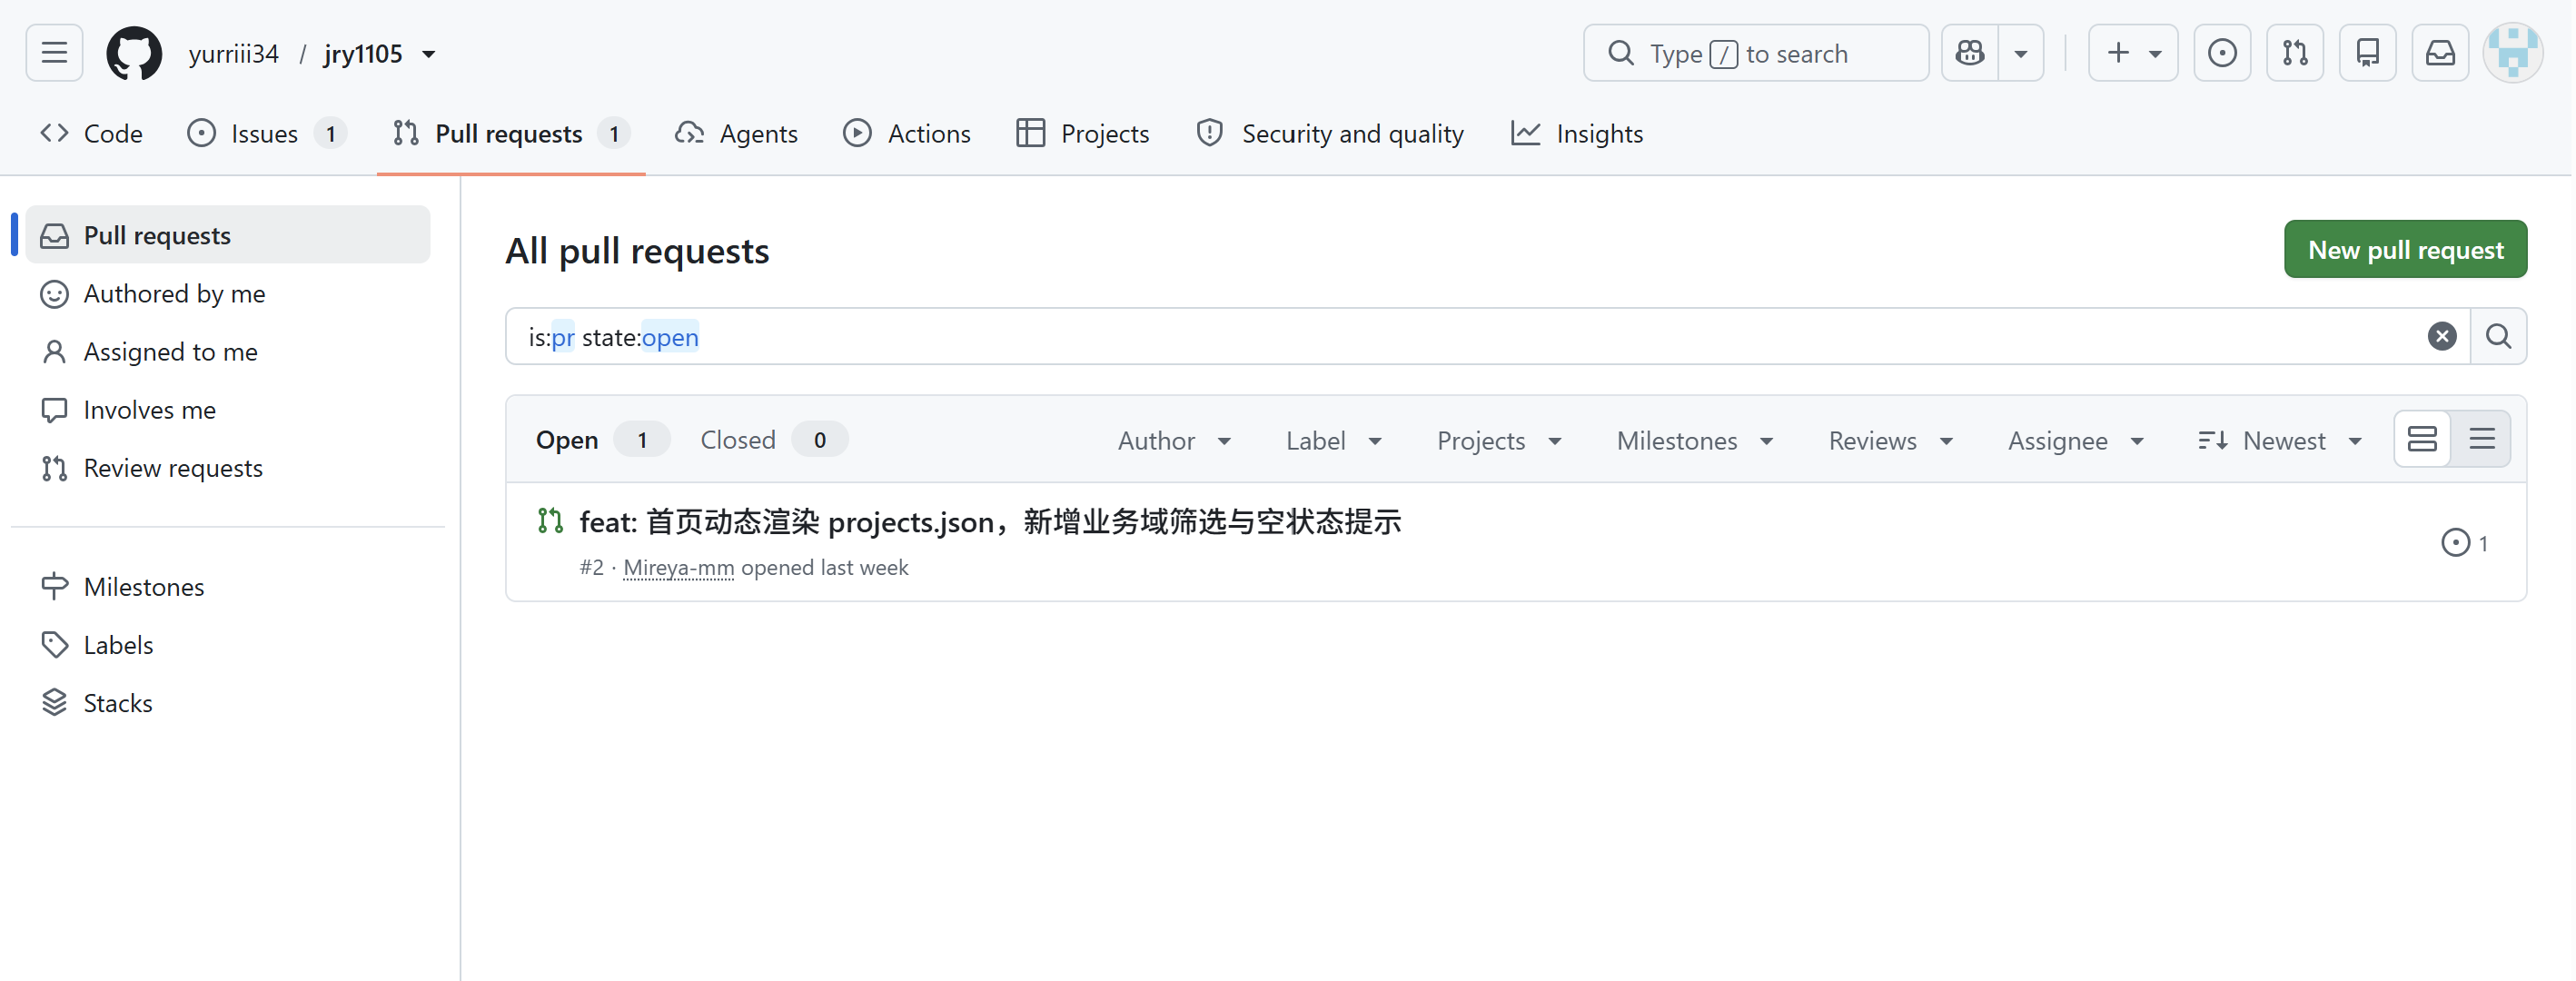 yurriii34 / jry1105
Type / to search
Code
Issues 1
Pull requests 1
Agents
Actions
Projects
Security and quality
Insights
Pull requests
Authored by me
Assigned to me
Involves me
Review requests
Milestones
Labels
Stacks
All pull requests
New pull request
is:pr state:open
Open 1
Closed 0
Author
Label
Projects
Milestones
Reviews
Assignee
Newest
feat: 首页动态渲染 projects.json，新增业务域筛选与空状态提示
1
#2 · Mireya-mm opened last week